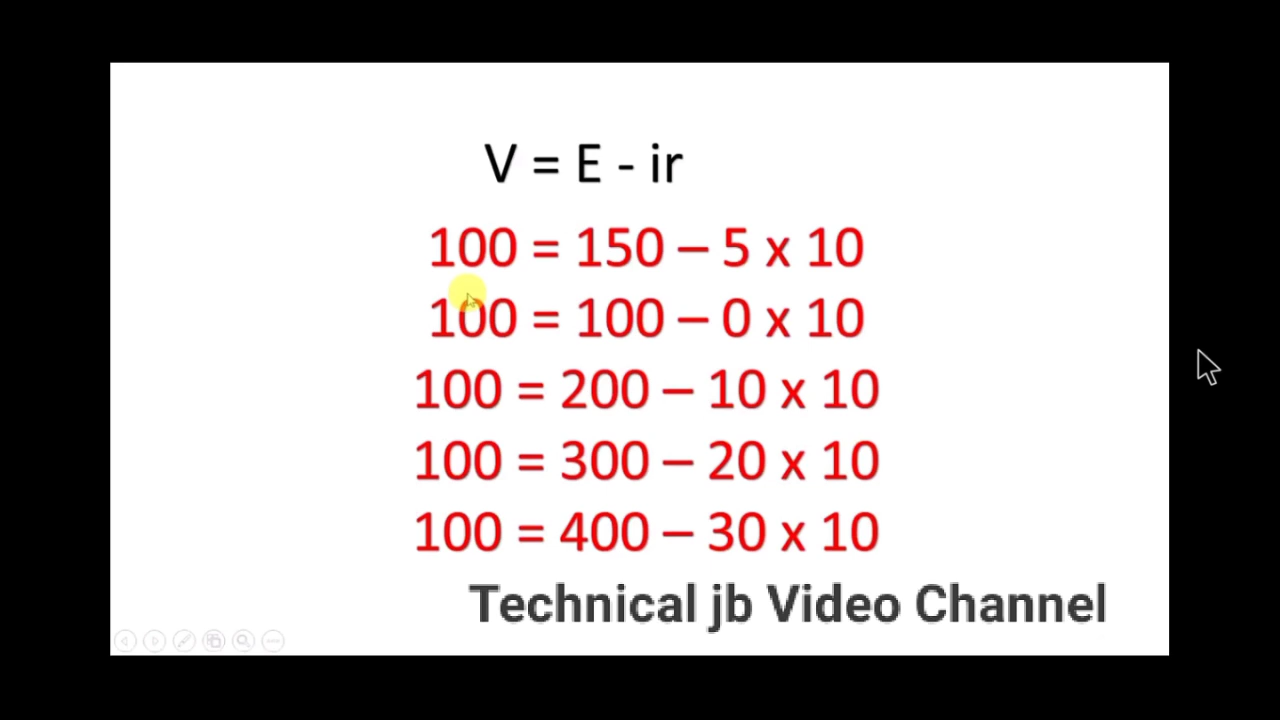 V = E - ir
100 = 150 – 5 x 10
100 = 100 – 0 x 10
100 = 200 – 10 x 10
100 = 300 – 20 x 10
100 = 400 – 30 x 10
Technical jb Video Channel